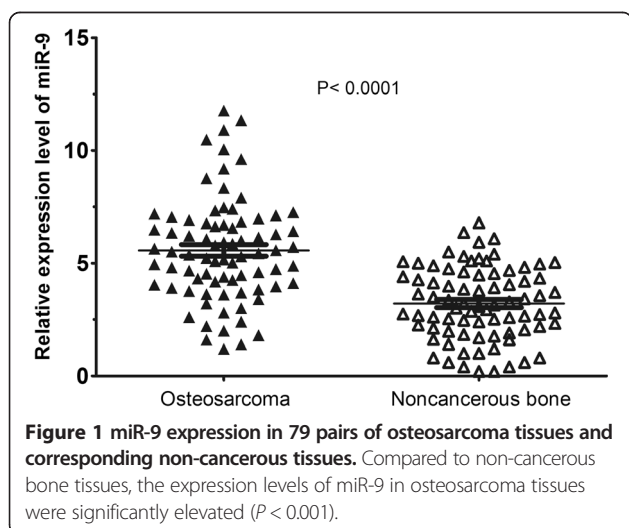 Relative expression level of miR-9
15
10
5
0
P< 0.0001
Osteosarcoma
Noncancerous bone
Figure 1 miR-9 expression in 79 pairs of osteosarcoma tissues and
corresponding non-cancerous tissues. Compared to non-cancerous
bone tissues, the expression levels of miR-9 in osteosarcoma tissues
were significantly elevated (P < 0.001).